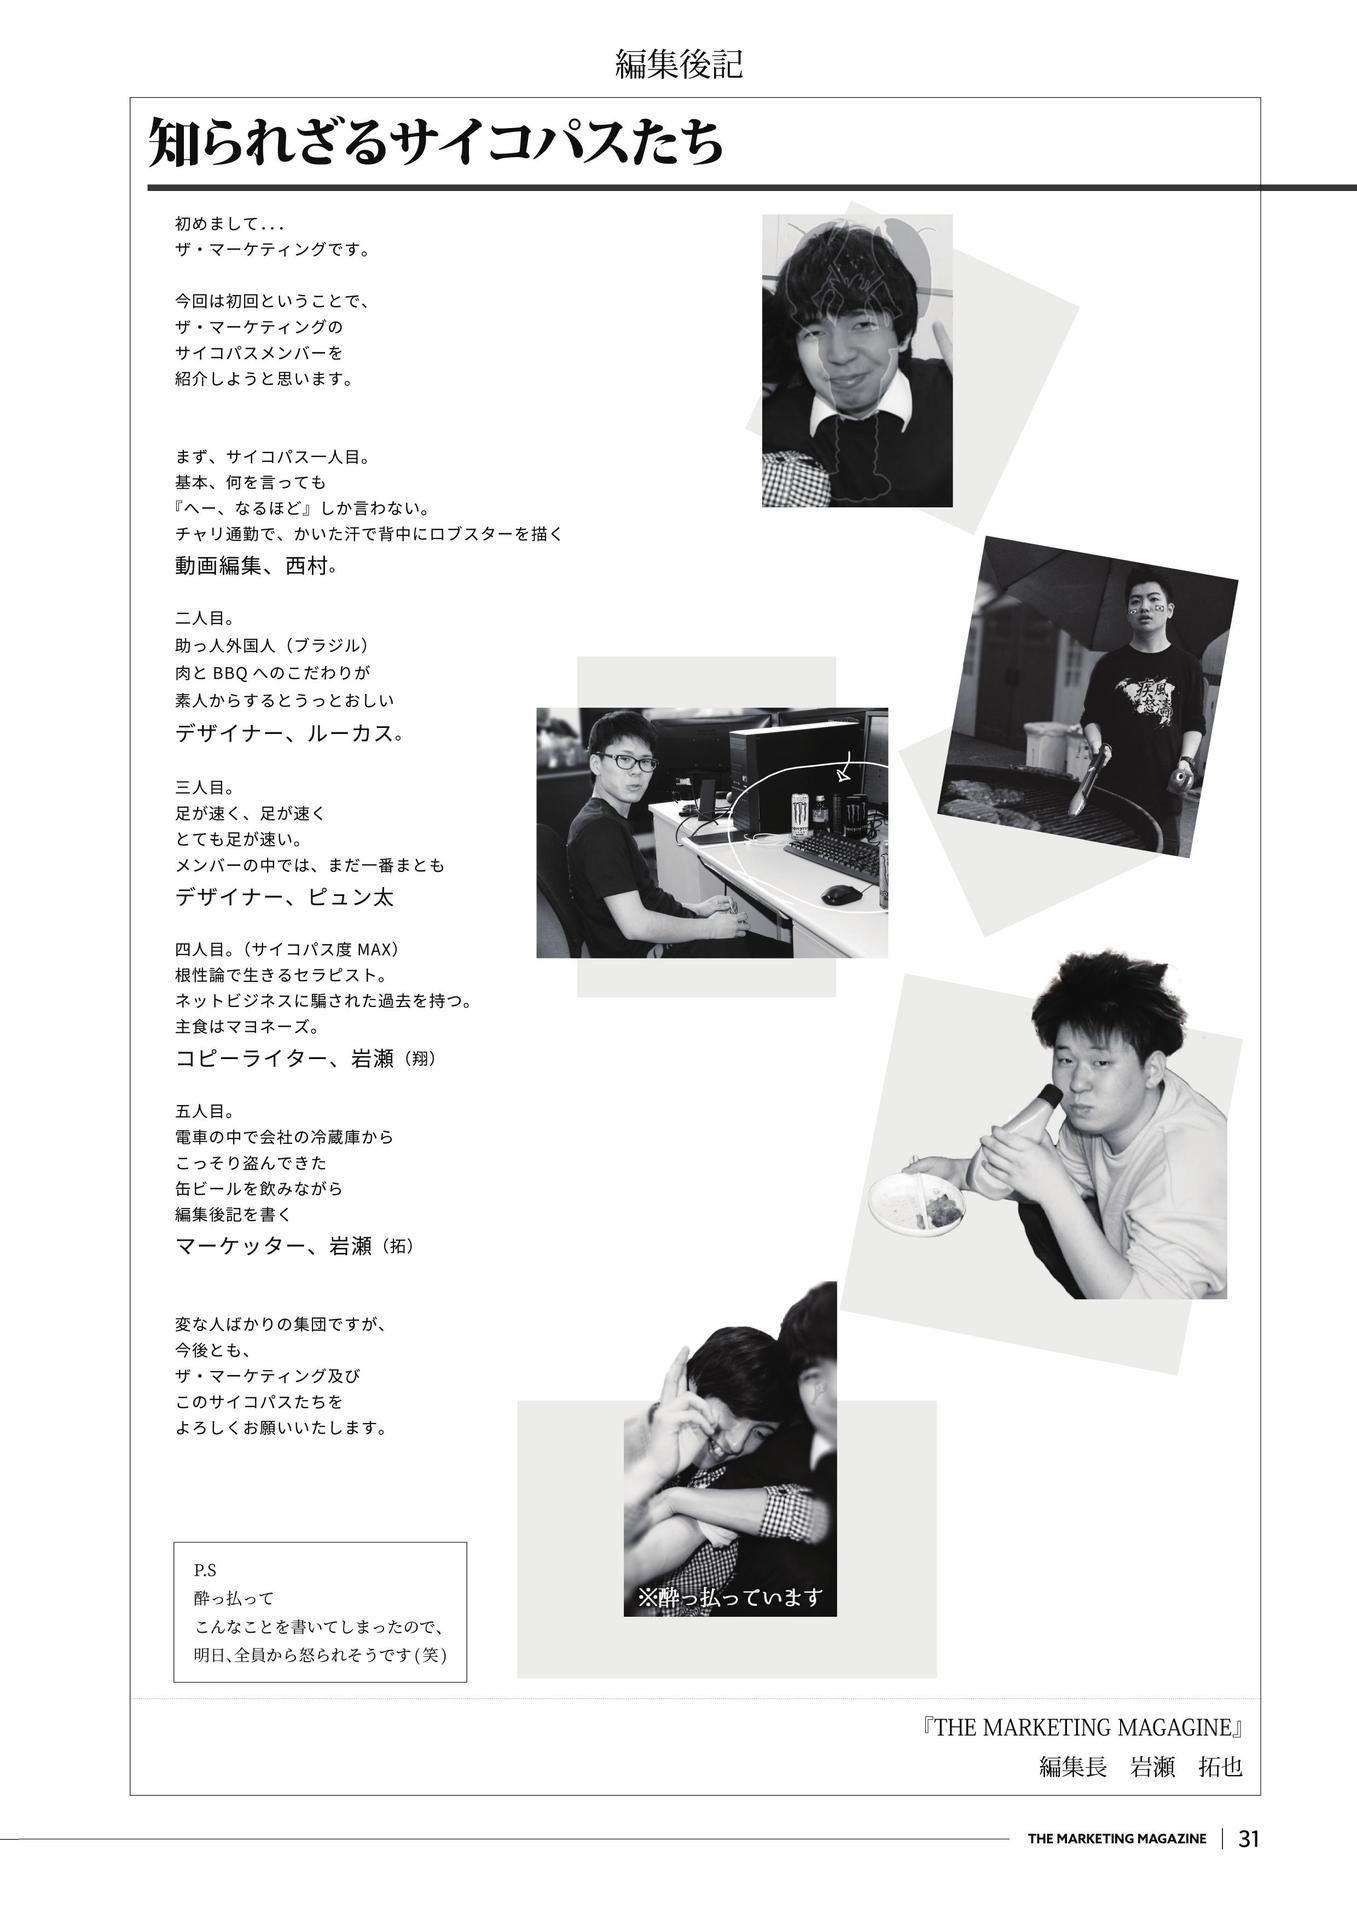 編集後記
知られざるサイコパスたち
初めまして...
ザ・マーケティングです。
今回は初回ということで、
ザ・マーケティングの
サイコパスメンバーを
紹介しようと思います。
まず、サイコパス一人目。
基本、何を言っても
『へー、なるほど』しか言わない。
チャリ通勤で、かいた汗で背中にロブスターを描く
動画編集、西村。
二人目。
助っ人外国人（ブラジル）
肉と BBQ へのこだわりが
素人からするとうっとおしい
デザイナー、ルーカス。
三人目。
足が速く、足が速く
とても足が速い。
メンバーの中では、まだ一番まとも
デザイナー、ピュン太
四人目。（サイコパス度 MAX）
根性論で生きるセラピスト。
ネットビジネスに騙された過去を持つ。
主食はマヨネーズ。
コピーライター、岩瀬（翔）
五人目。
電車の中で会社の冷蔵庫から
こっそり盗んできた
缶ビールを飲みながら
編集後記を書く
マーケッター、岩瀬（拓）
変な人ばかりの集団ですが、
今後とも、
ザ・マーケティング及び
このサイコパスたちを
よろしくお願いいたします。
疾風
怒濤
※酔っ払っています
P.S
酔っ払って
こんなことを書いてしまったので、
明日、全員から怒られそうです(笑)
『THE MARKETING MAGAGINE』
編集長　岩瀬　拓也
THE MARKETING MAGAZINE | 31